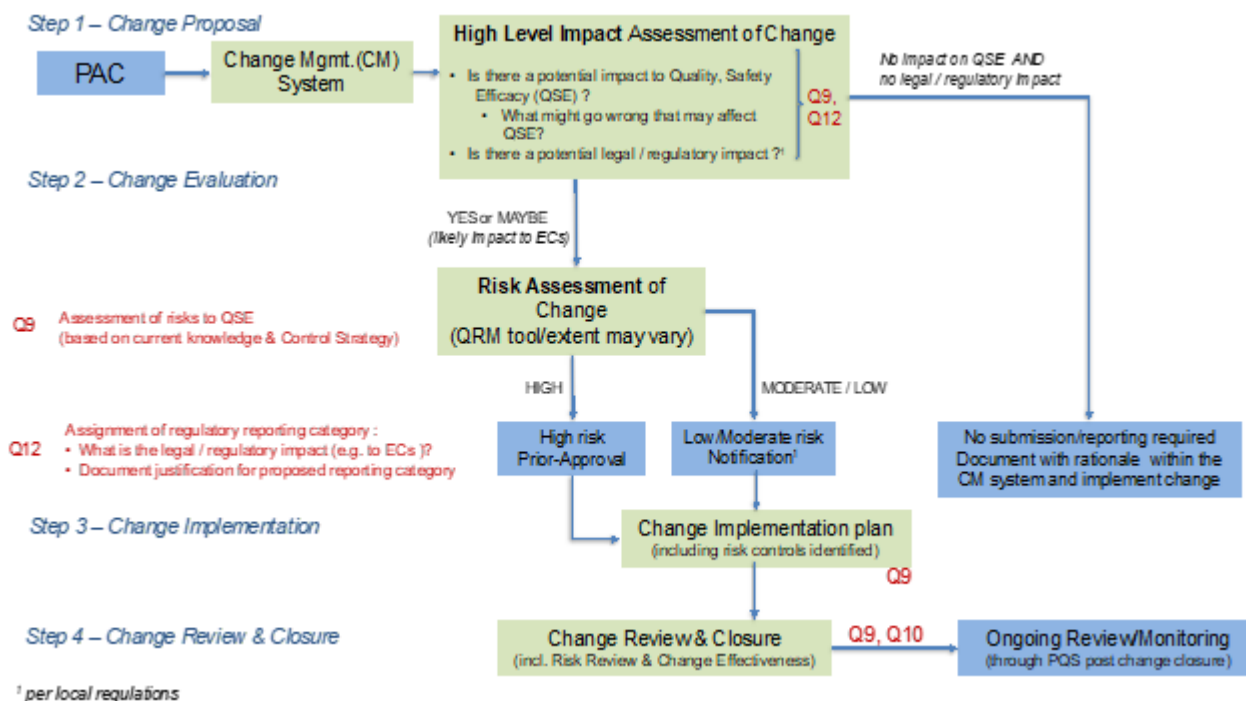 Step 1 – Change Proposal
PAC
Change Mgmt.(CM)
System
High Level Impact Assessment of Change
• Is there a potential impact to Quality, Safety
Efficacy (QSE) ?
• What might go wrong that may affect
QSE?
• Is there a potential legal / regulatory impact ?¹
Q9,
Q12
No impact on QSE AND
no legal / regulatory impact
Step 2 – Change Evaluation
YES or MAYBE
(likely impact to ECs)
Risk Assessment of
Change
(QRM tool/extent may vary)
Q9
Assessment of risks to QSE
(based on current knowledge & Control Strategy)
HIGH
MODERATE / LOW
Q12
Assignment of regulatory reporting category :
• What is the legal / regulatory impact (e.g. to ECs )?
• Document justification for proposed reporting category
High risk
Prior-Approval
Low/Moderate risk
Notification¹
No submission/reporting required
Document with rationale within the
CM system and implement change
Step 3 – Change Implementation
Change Implementation plan
(including risk controls identified)
Q9
Step 4 – Change Review & Closure
Change Review & Closure
(incl. Risk Review & Change Effectiveness)
Q9, Q10
Ongoing Review/Monitoring
(through PQS post change closure)
¹ per local regulations